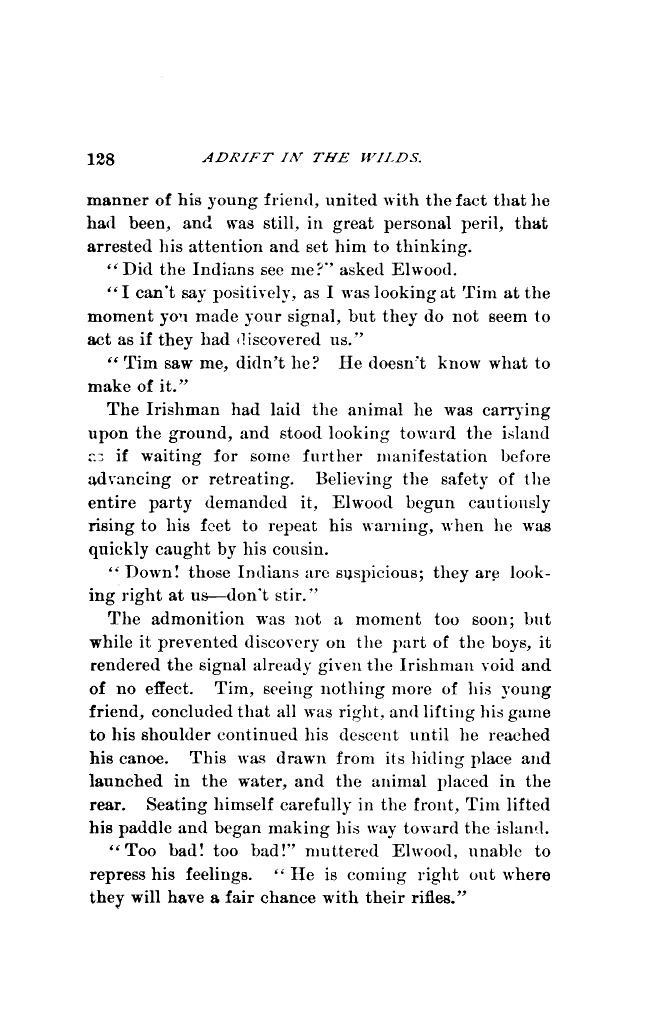 128 ADRIFT IN THE WILDS.
manner of his young friend, united with the fact that he
had been, and was still, in great personal peril, that
arrested his attention and set him to thinking.
“Did the Indians see me?” asked Elwood.
“I can't say positively, as I was looking at Tim at the
moment you made your signal, but they do not seem to
act as if they had discovered us.”
“Tim saw me, didn't he? He doesn't know what to
make of it.”
The Irishman had laid the animal he was carrying
upon the ground, and stood looking toward the island
as if waiting for some further manifestation before
advancing or retreating. Believing the safety of the
entire party demanded it, Elwood begun cautiously
rising to his feet to repeat his warning, when he was
quickly caught by his cousin.
“Down! those Indians are suspicious; they are look-
ing right at us—don't stir.”
The admonition was not a moment too soon; but
while it prevented discovery on the part of the boys, it
rendered the signal already given the Irishman void and
of no effect. Tim, seeing nothing more of his young
friend, concluded that all was right, and lifting his game
to his shoulder continued his descent until he reached
his canoe. This was drawn from its hiding place and
launched in the water, and the animal placed in the
rear. Seating himself carefully in the front, Tim lifted
his paddle and began making his way toward the island.
“Too bad! too bad!” muttered Elwood, unable to
repress his feelings. “He is coming right out where
they will have a fair chance with their rifles.”